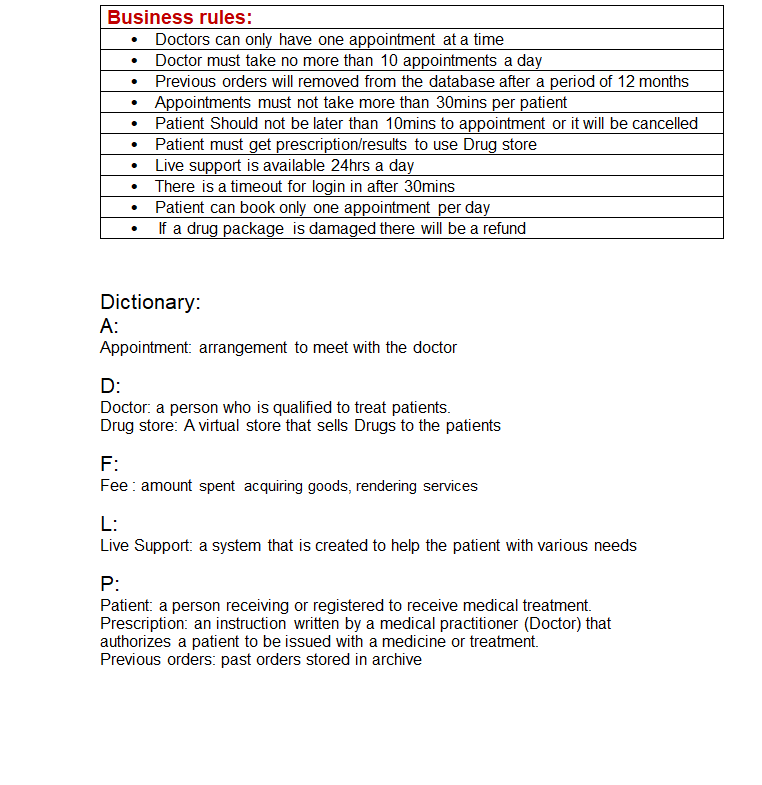 Business rules:
• Doctors can only have one appointment at a time
• Doctor must take no more than 10 appointments a day
• Previous orders will removed from the database after a period of 12 months
• Appointments must not take more than 30mins per patient
• Patient Should not be later than 10mins to appointment or it will be cancelled
• Patient must get prescription/results to use Drug store
• Live support is available 24hrs a day
• There is a timeout for login in after 30mins
• Patient can book only one appointment per day
• If a drug package is damaged there will be a refund
Dictionary:
A:
Appointment: arrangement to meet with the doctor
D:
Doctor: a person who is qualified to treat patients.
Drug store: A virtual store that sells Drugs to the patients
F:
Fee : amount spent acquiring goods, rendering services
L:
Live Support: a system that is created to help the patient with various needs
P:
Patient: a person receiving or registered to receive medical treatment.
Prescription: an instruction written by a medical practitioner (Doctor) that
authorizes a patient to be issued with a medicine or treatment.
Previous orders: past orders stored in archive